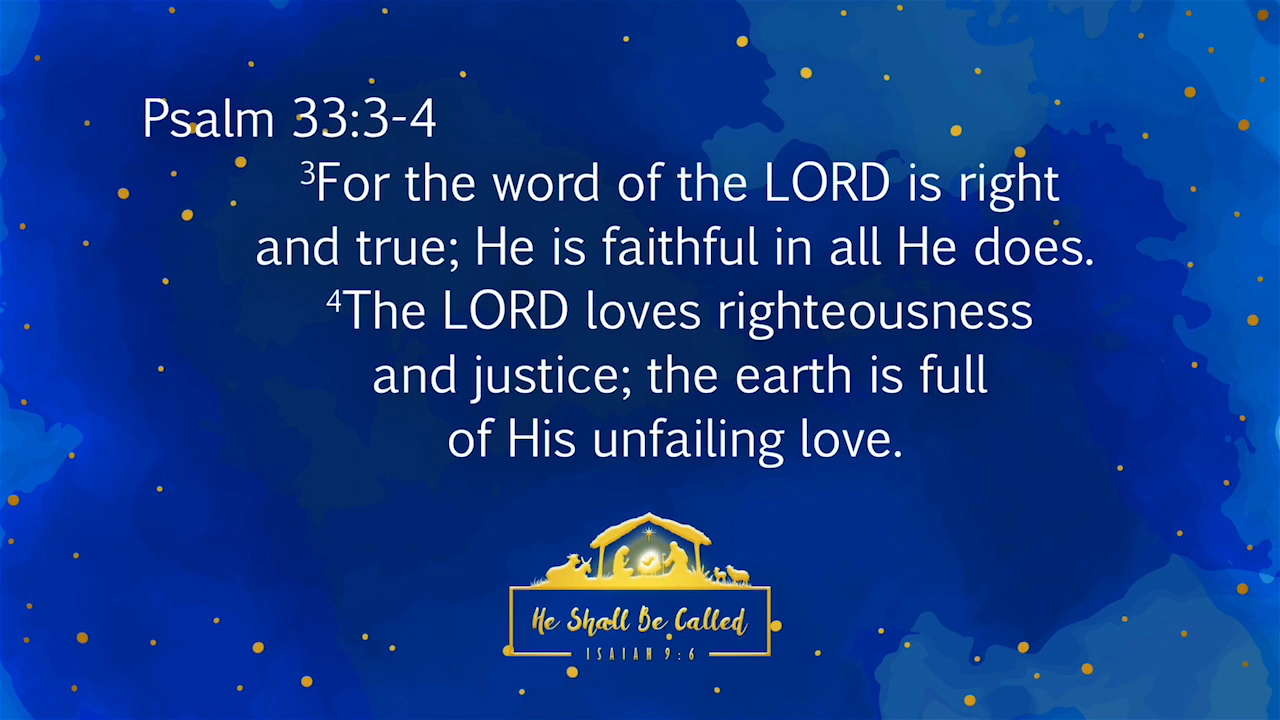 Psalm 33:3-4
³For the word of the LORD is right
and true; He is faithful in all He does.
⁴The LORD loves righteousness
and justice; the earth is full
of His unfailing love.
He Shall Be Called
ISAIAH 9:6